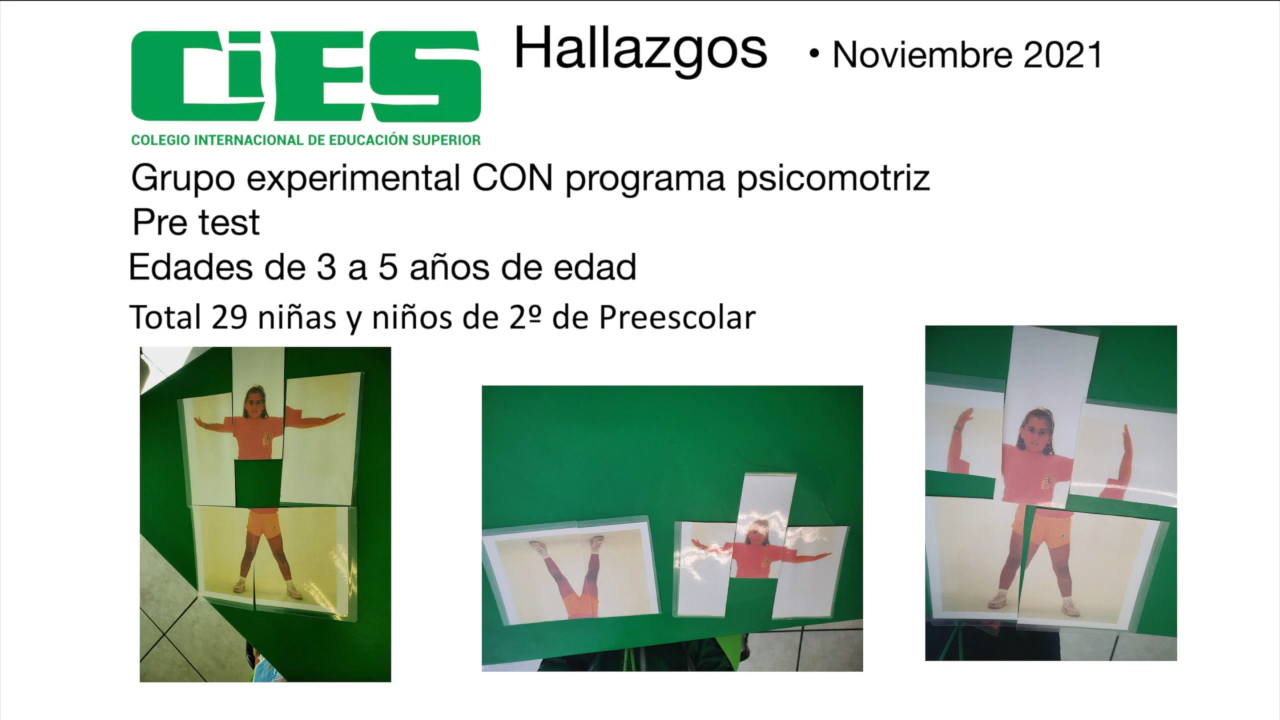 CiES
COLEGIO INTERNACIONAL DE EDUCACIÓN SUPERIOR
Hallazgos
• Noviembre 2021
Grupo experimental CON programa psicomotriz
Pre test
Edades de 3 a 5 años de edad
Total 29 niñas y niños de 2º de Preescolar